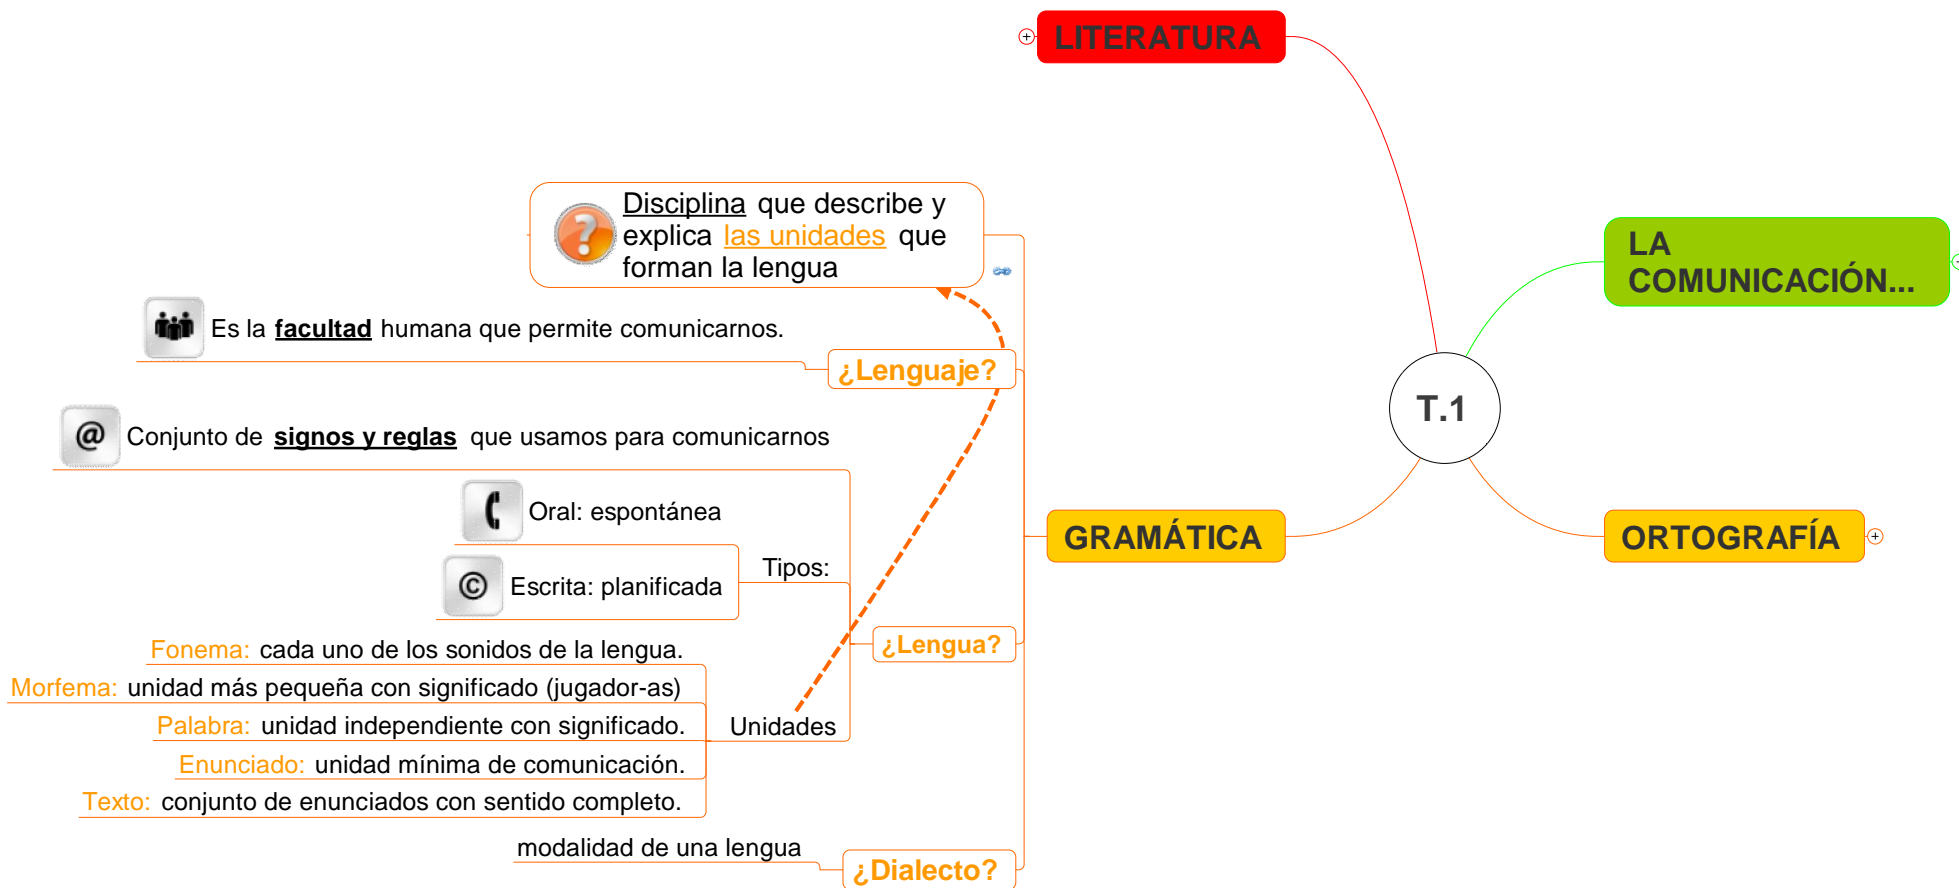 LITERATURA
Disciplina que describe y
explica las unidades que
forman la lengua
LA
COMUNICACIÓN...
Es la facultad humana que permite comunicarnos.
¿Lenguaje?
T.1
@ Conjunto de signos y reglas que usamos para comunicarnos
Oral: espontánea
Tipos:
© Escrita: planificada
GRAMÁTICA
ORTOGRAFÍA
¿Lengua?
Fonema: cada uno de los sonidos de la lengua.
Morfema: unidad más pequeña con significado (jugador-as)
Palabra: unidad independiente con significado.
Unidades
Enunciado: unidad mínima de comunicación.
Texto: conjunto de enunciados con sentido completo.
modalidad de una lengua
¿Dialecto?